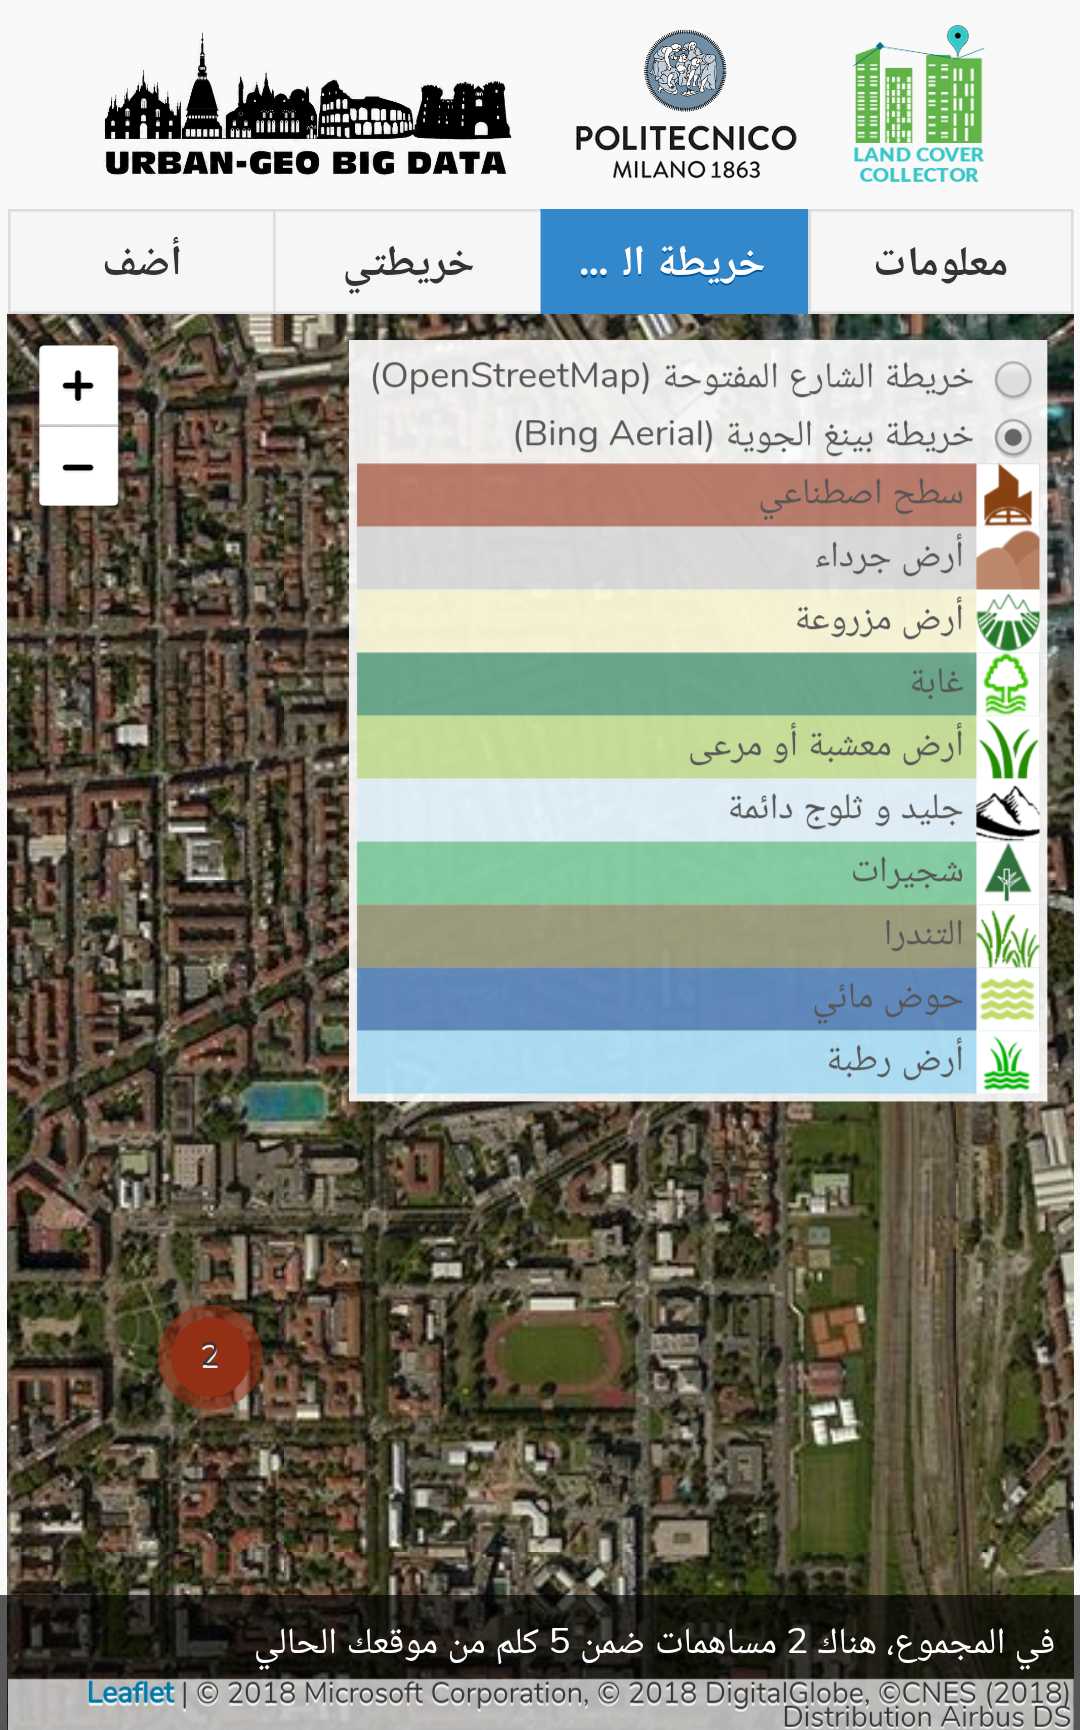 URBAN-GEO BIG DATA
POLITECNICO
MILANO 1863
LAND COVER
COLLECTOR
معلومات
خريطة ال ...
خريطتي
أضف
+
−
خريطة الشارع المفتوحة (OpenStreetMap)
خريطة بينغ الجوية (Bing Aerial)
سطح اصطناعي
أرض جرداء
أرض مزروعة
غابة
أرض معشبة أو مرعى
جليد و ثلوج دائمة
شجيرات
التندرا
حوض مائي
أرض رطبة
2
في المجموع، هناك 2 مساهمات ضمن 5 كلم من موقعك الحالي
Leaflet | © 2018 Microsoft Corporation, © 2018 DigitalGlobe, ©CNES (2018)
Distribution Airbus DS